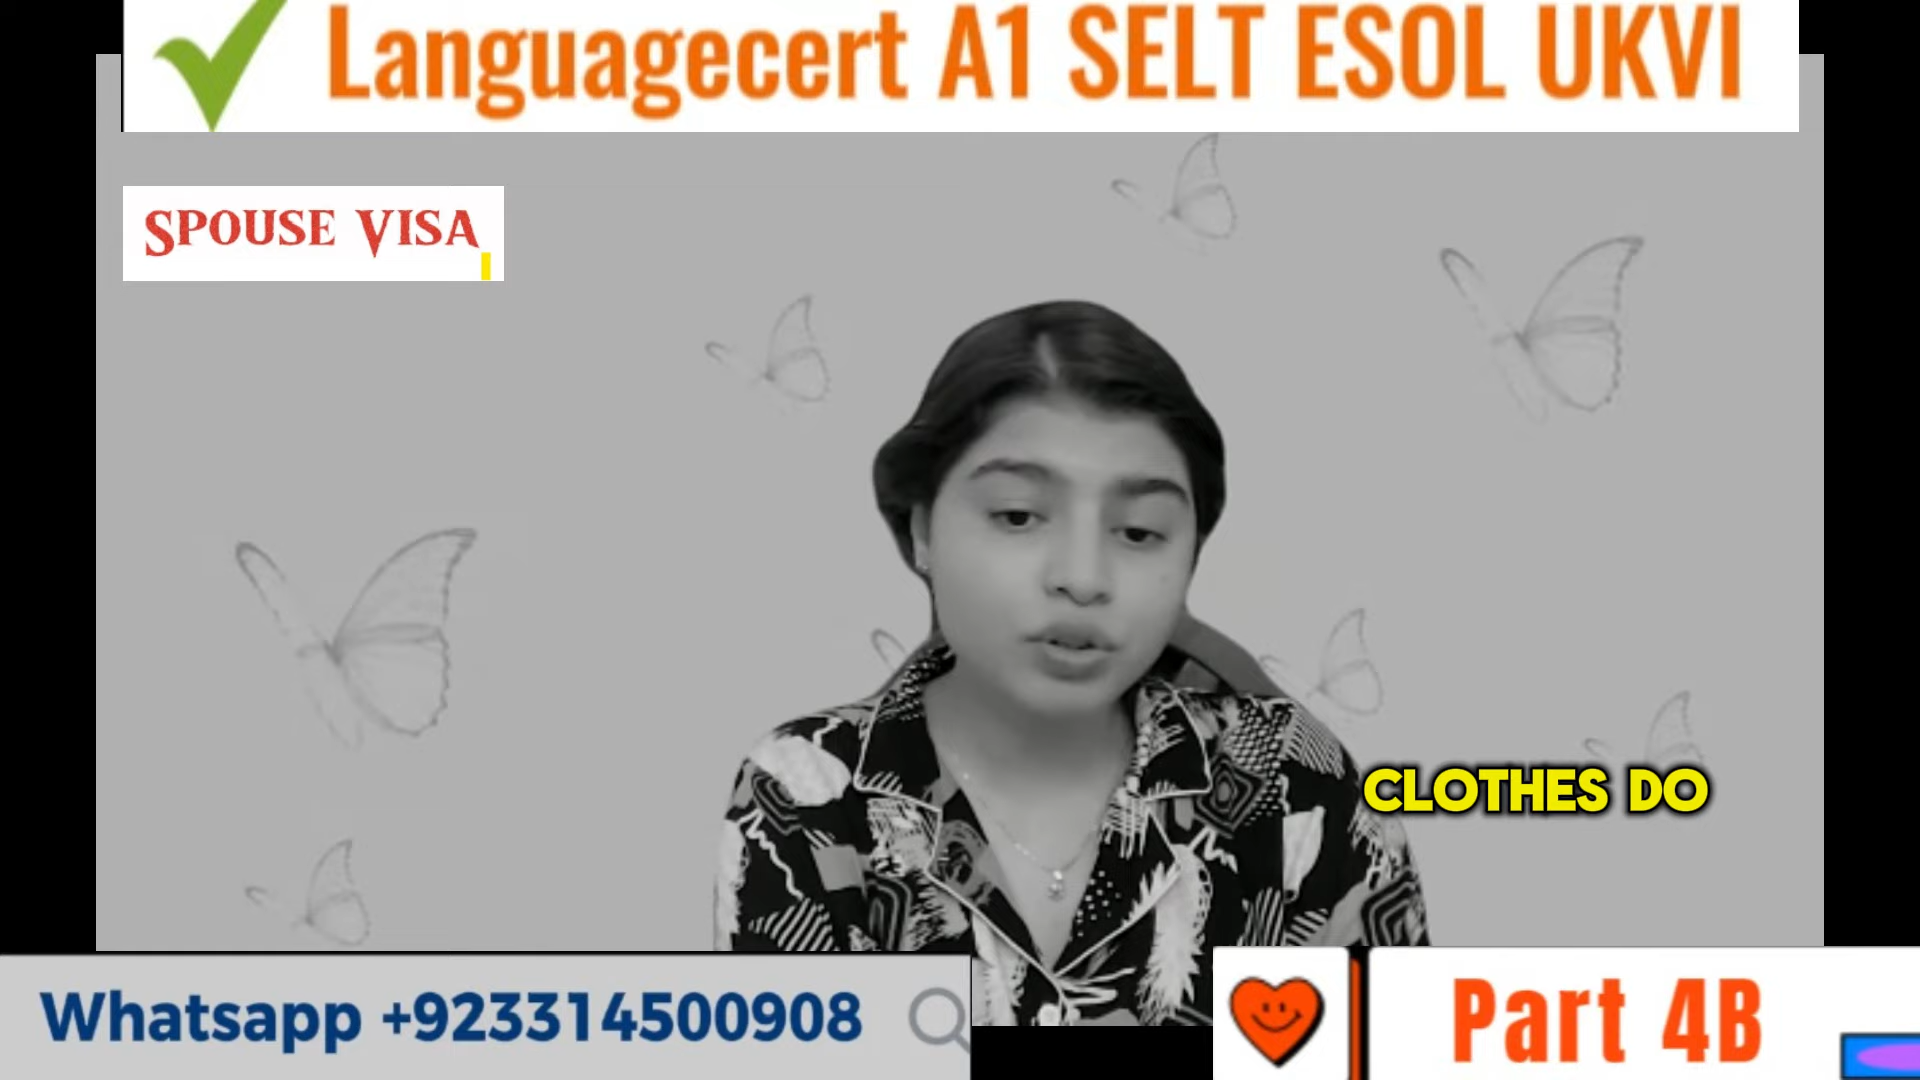 Languagecert A1 SELT ESOL UKVI
SPOUSE VISA
CLOTHES DO
Whatsapp +923314500908
Part 4B